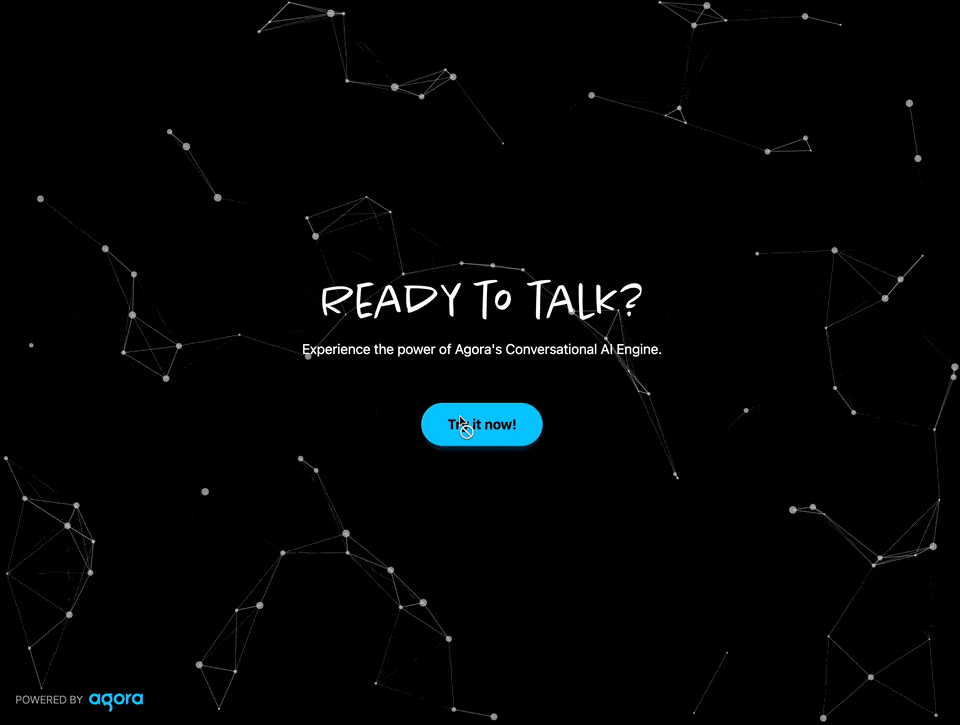 READY TO TALK?
Experience the power of Agora's Conversational AI Engine.
Try it now!
POWERED BY agora